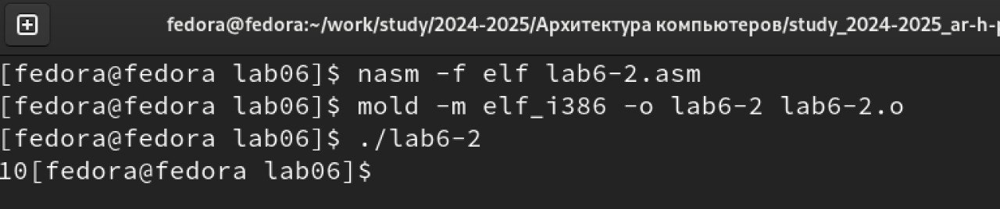 fedora@fedora:~/work/study/2024-2025/Архитектура компьютеров/study_2024-2025_ar-h-
[fedora@fedora lab06]$ nasm -f elf lab6-2.asm
[fedora@fedora lab06]$ mold -m elf_i386 -o lab6-2 lab6-2.o
[fedora@fedora lab06]$ ./lab6-2
10[fedora@fedora lab06]$